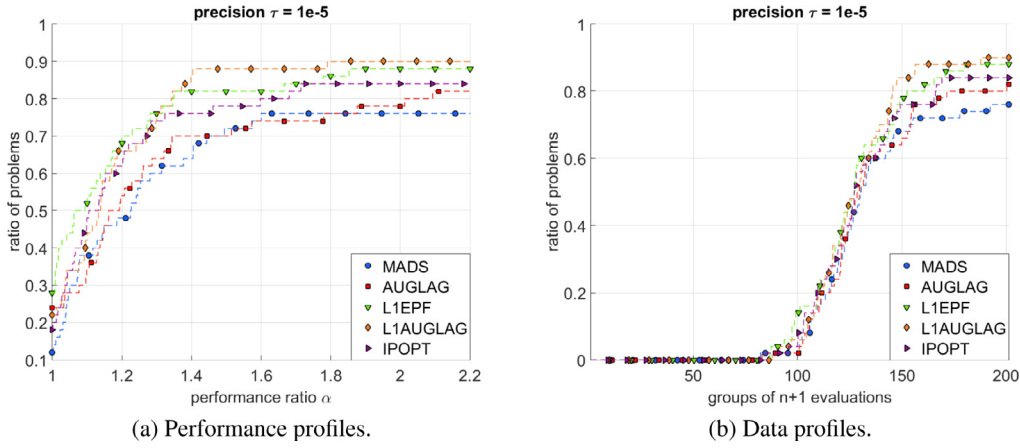 precision τ = 1e-5
ratio of problems
1
0.9
0.8
0.7
0.6
0.5
0.4
0.3
0.2
0.1
1
1.2
1.4
1.6
1.8
2
2.2
performance ratio α
MADS
AUGLAG
L1EPF
L1AUGLAG
IPOPT
(a) Performance profiles.
precision τ = 1e-5
ratio of problems
1
0.8
0.6
0.4
0.2
0
50
100
150
200
groups of n+1 evaluations
MADS
AUGLAG
L1EPF
L1AUGLAG
IPOPT
(b) Data profiles.